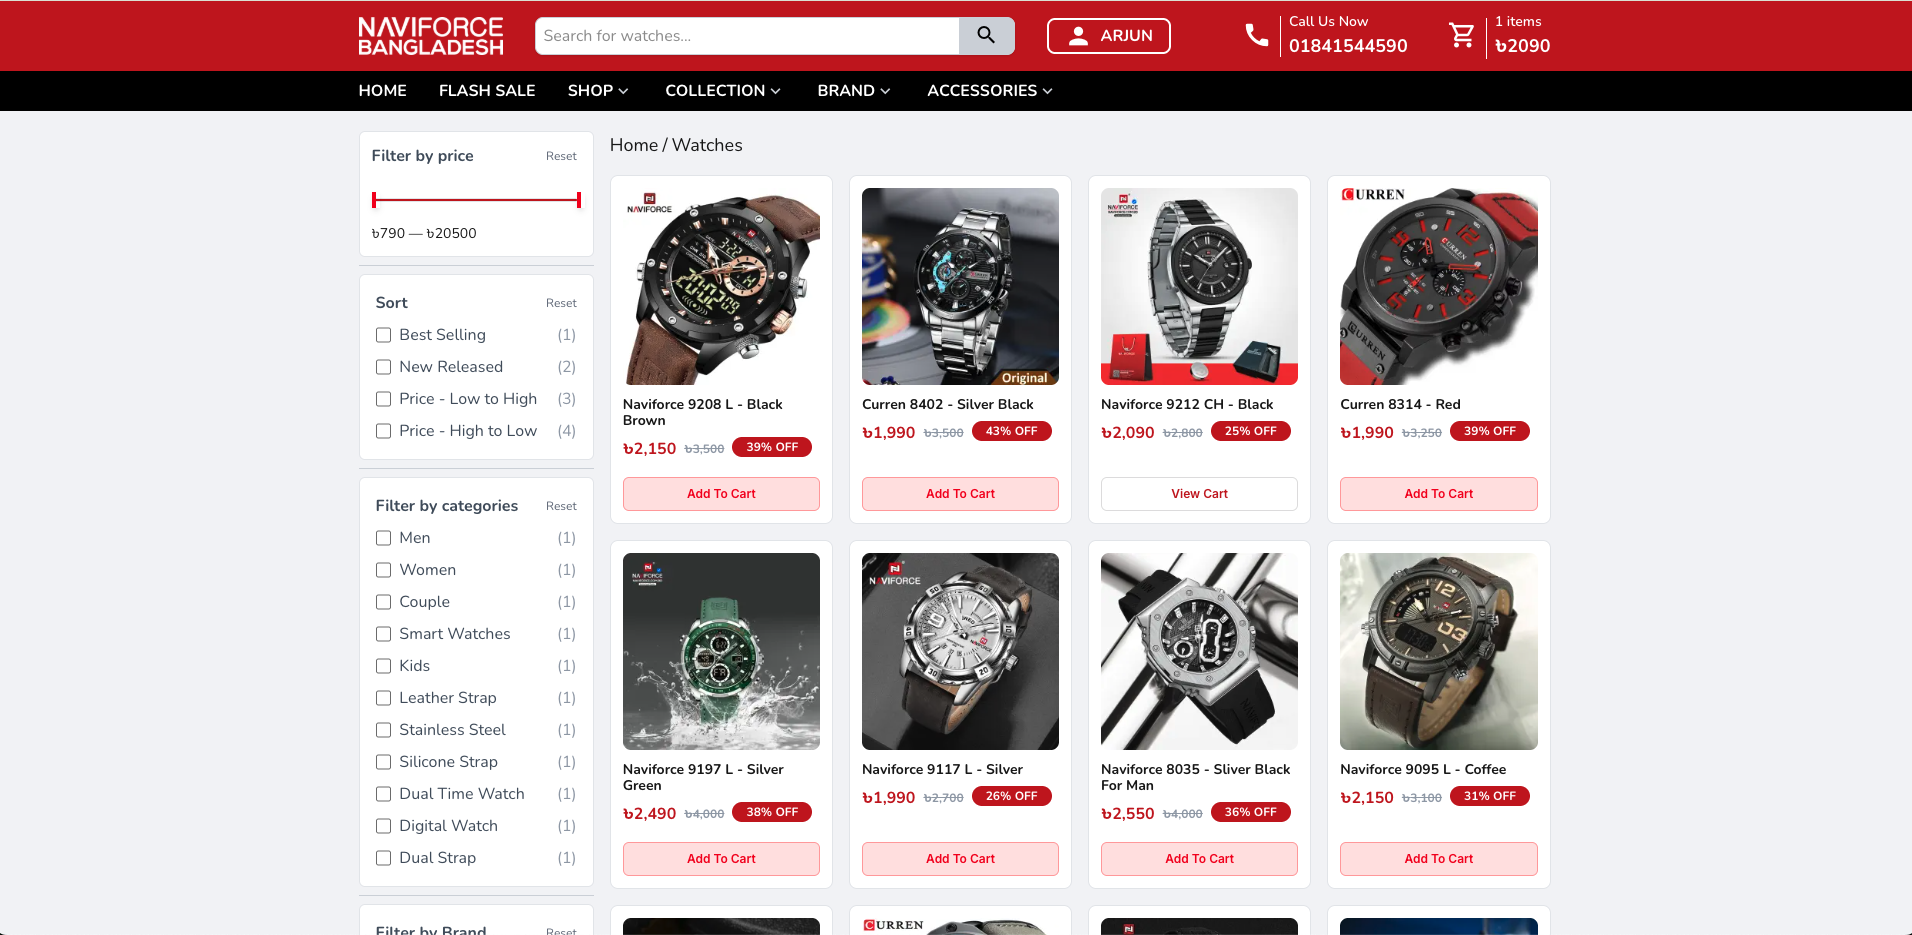 NAVIFORCE
BANGLADESH
Search for watches...
ARJUN
Call Us Now
01841544590
1 items
৳2090
HOME
FLASH SALE
SHOP
COLLECTION
BRAND
ACCESSORIES
Filter by price
Reset
৳790 — ৳20500
Sort
Reset
Best Selling (1)
New Released (2)
Price - Low to High (3)
Price - High to Low (4)
Filter by categories
Reset
Men (1)
Women (1)
Couple (1)
Smart Watches (1)
Kids (1)
Leather Strap (1)
Stainless Steel (1)
Silicone Strap (1)
Dual Time Watch (1)
Digital Watch (1)
Dual Strap (1)
Filter by Brand
Reset
Home / Watches
NAVIFORCE
Naviforce 9208 L - Black
Brown
৳2,150 ৳3,500 39% OFF
Add To Cart
Original
Curren 8402 - Silver Black
৳1,990 ৳3,500 43% OFF
Add To Cart
NAVIFORCE
Naviforce 9212 CH - Black
৳2,090 ৳2,800 25% OFF
View Cart
CURREN
CURREN
CURREN
Curren 8314 - Red
৳1,990 ৳3,250 39% OFF
Add To Cart
NAVIFORCE
Naviforce 9197 L - Silver
Green
৳2,490 ৳4,000 38% OFF
Add To Cart
NAVIFORCE
Naviforce 9117 L - Silver
৳1,990 ৳2,700 26% OFF
Add To Cart
Naviforce 8035 - Sliver Black
For Man
৳2,550 ৳4,000 36% OFF
Add To Cart
Naviforce 9095 L - Coffee
৳2,150 ৳3,100 31% OFF
Add To Cart
CURREN